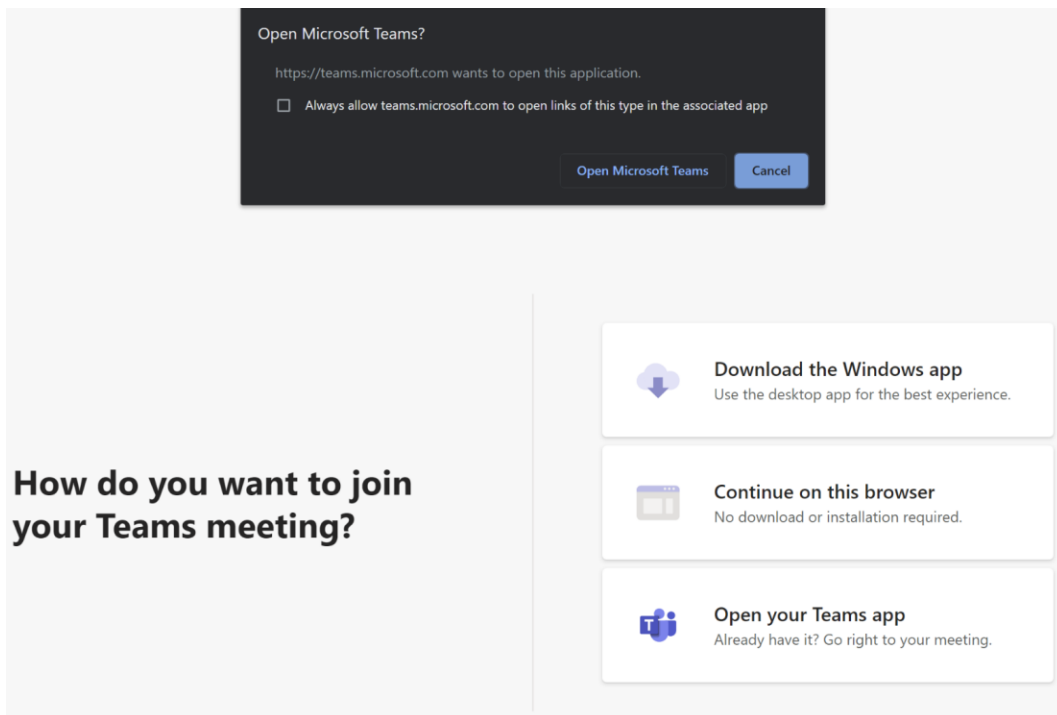 Open Microsoft Teams?
https://teams.microsoft.com wants to open this application.
Always allow teams.microsoft.com to open links of this type in the associated app
Open Microsoft Teams
Cancel
How do you want to join
your Teams meeting?
Download the Windows app
Use the desktop app for the best experience.
Continue on this browser
No download or installation required.
T
Open your Teams app
Already have it? Go right to your meeting.